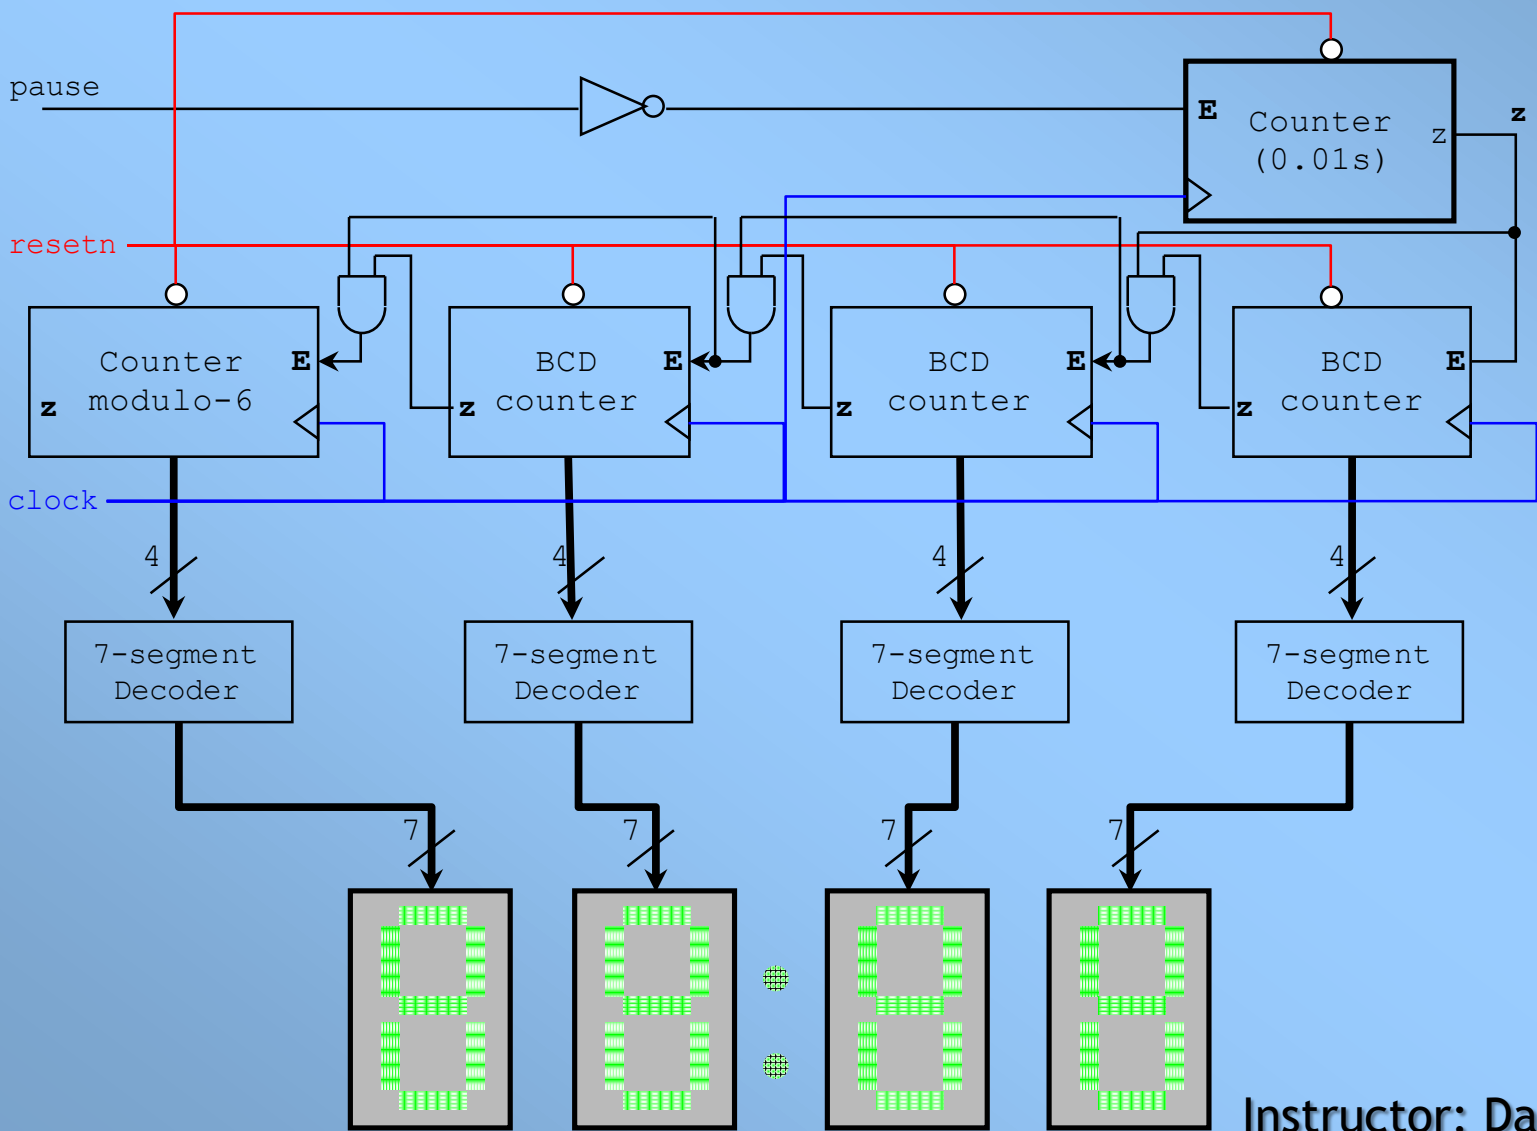 pause
E
Counter
(0.01s)
z
z
resetn
Counter
modulo-6
E
z
BCD
counter
E
z
BCD
counter
E
z
BCD
counter
E
z
clock
4
4
4
4
7-segment
Decoder
7-segment
Decoder
7-segment
Decoder
7-segment
Decoder
7
7
7
7
Instructor: Da